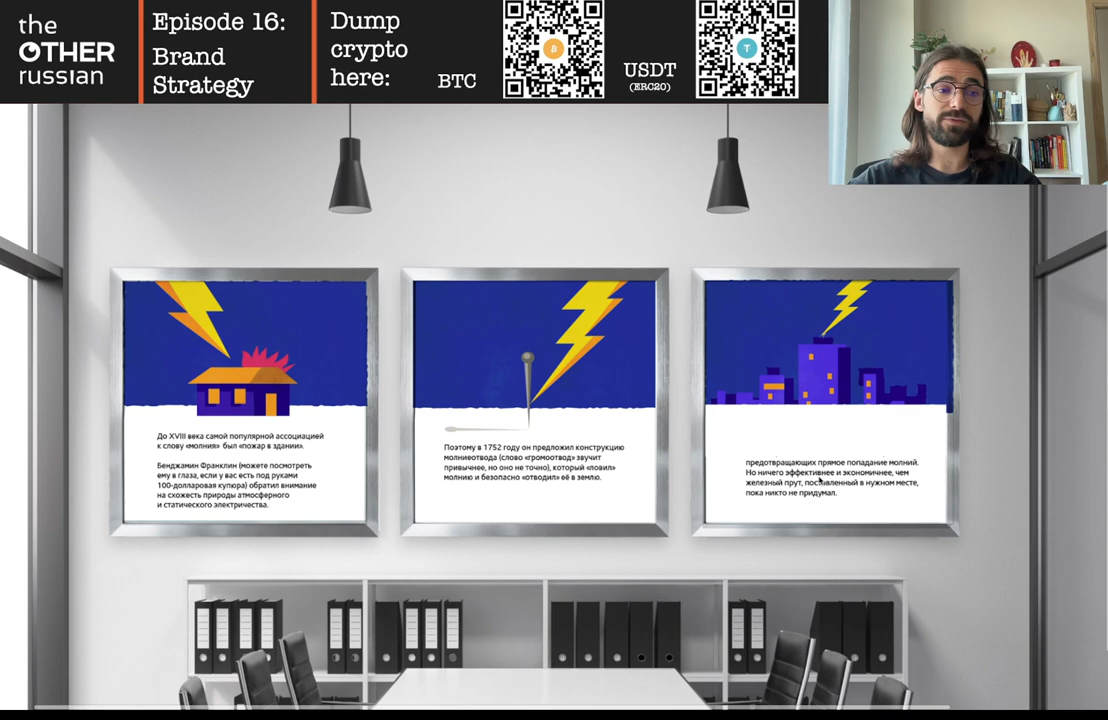 the
OTHER
russian
Episode 16:
Brand
Strategy
Dump
crypto
here:
BTC
USDT
(ERC20)
До XVIII века самой популярной ассоциацией
к слову «молния» был «пожар в здании».
Бенджамин Франклин (можете посмотреть
ему в глаза, если у вас есть под руками
100-долларовая купюра) обратил внимание
на схожесть природы атмосферного
и статического электричества.
Поэтому в 1752 году он предложил конструкцию
молниеотвода (слово «громоотвод» звучит
привычнее, но оно не точно), который «ловил»
молнию и безопасно «отводил» её в землю.
предотвращающих прямое попадание молний.
Но ничего эффективнее и экономичнее, чем
железный прут, поставленный в нужном месте,
пока никто не придумал.